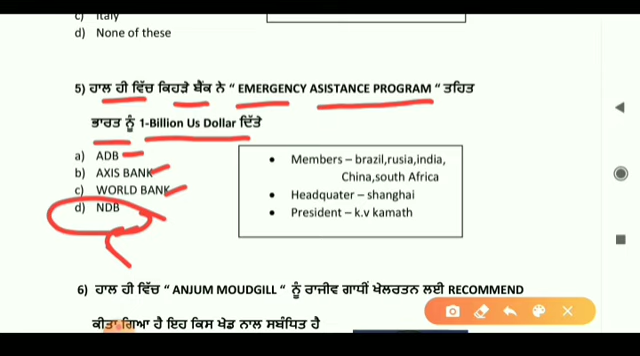 c) Italy
d) None of these
5) ਹਾਲ ਹੀ ਵਿੱਚ ਕਿਹੜੇ ਬੈਂਕ ਨੇ “ EMERGENCY ASISTANCE PROGRAM “ ਤਹਿਤ
ਭਾਰਤ ਨੂੰ 1-Billion Us Dollar ਦਿੱਤੇ
a) ADB
b) AXIS BANK
c) WORLD BANK
d) NDB
• Members – brazil,rusia,india,
China,south Africa
• Headquater – shanghai
• President – k.v kamath
6) ਹਾਲ ਹੀ ਵਿੱਚ “ ANJUM MOUDGILL “ ਨੂੰ ਰਾਜੀਵ ਗਾਧੀਂ ਖੇਲਰਤਨ ਲਈ RECOMMEND
ਕੀਤਾ ਗਿਆ ਹੈ ਇਹ ਕਿਸ ਖੇਡ ਨਾਲ ਸਬੰਧਿਤ ਹੈ